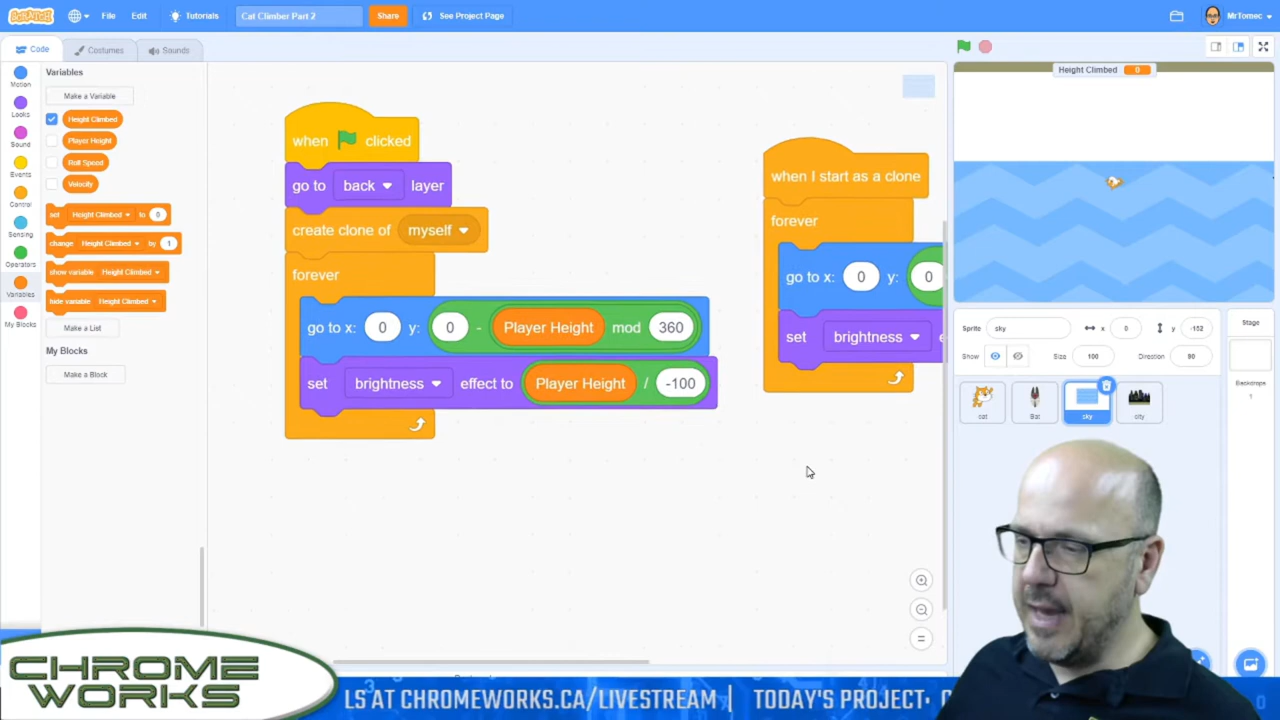 SCRATCH
File
Edit
Tutorials
Cat Climber Part 2
Share
See Project Page
MrTomec
Code
Costumes
Sounds
Motion
Looks
Sound
Events
Control
Sensing
Operators
Variables
My Blocks
Variables
Make a Variable
Height Climbed
Player Height
Roll Speed
Velocity
set Height Climbed to 0
change Height Climbed by 1
show variable Height Climbed
hide variable Height Climbed
Make a List
My Blocks
Make a Block
when clicked
go to back layer
create clone of myself
forever
go to x: 0 y: 0 - Player Height mod 360
set brightness effect to Player Height / -100
when I start as a clone
forever
go to x: 0 y: 0
set brightness e
Height Climbed 0
Sprite sky x 0 y -152
Show Size 100 Direction 90
cat
Bat
sky
city
Stage
Backdrops
1
CHROME
WORKS
LS AT CHROMEWORKS.CA/LIVESTREAM | TODAY'S PROJECT: